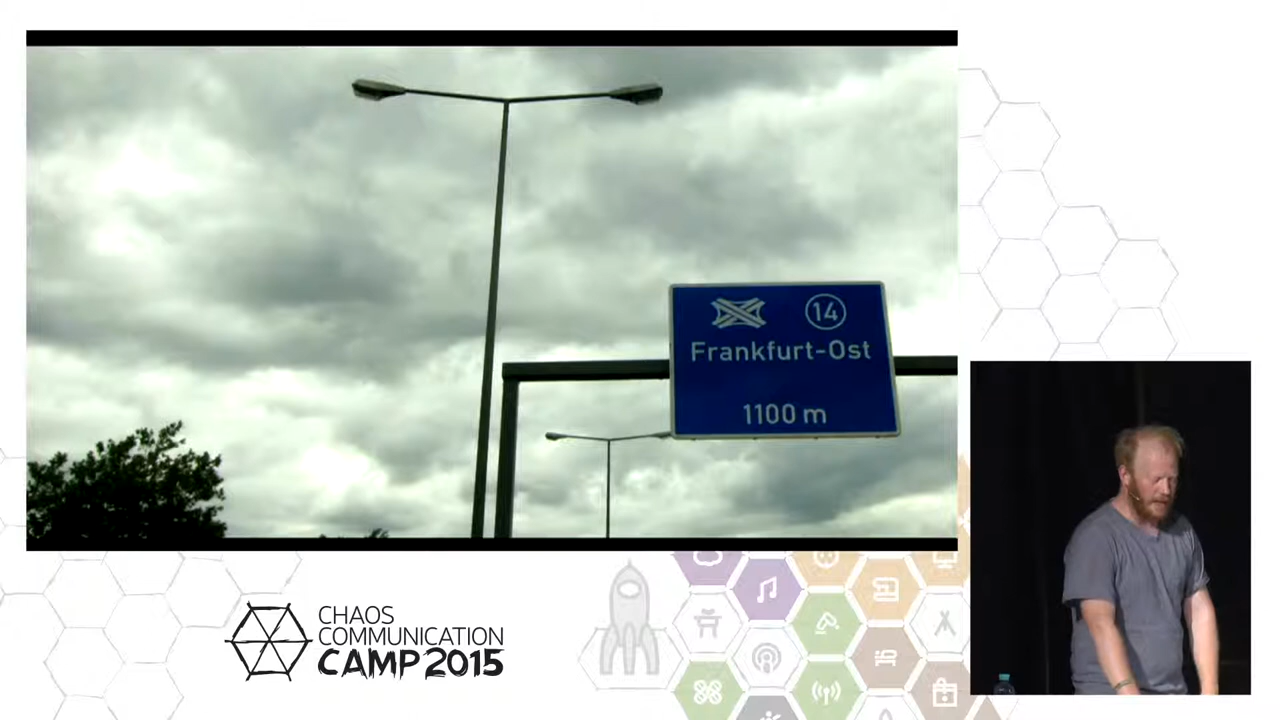 14
Frankfurt-Ost
1100 m
CHAOS
COMMUNICATION
CAMP 2015